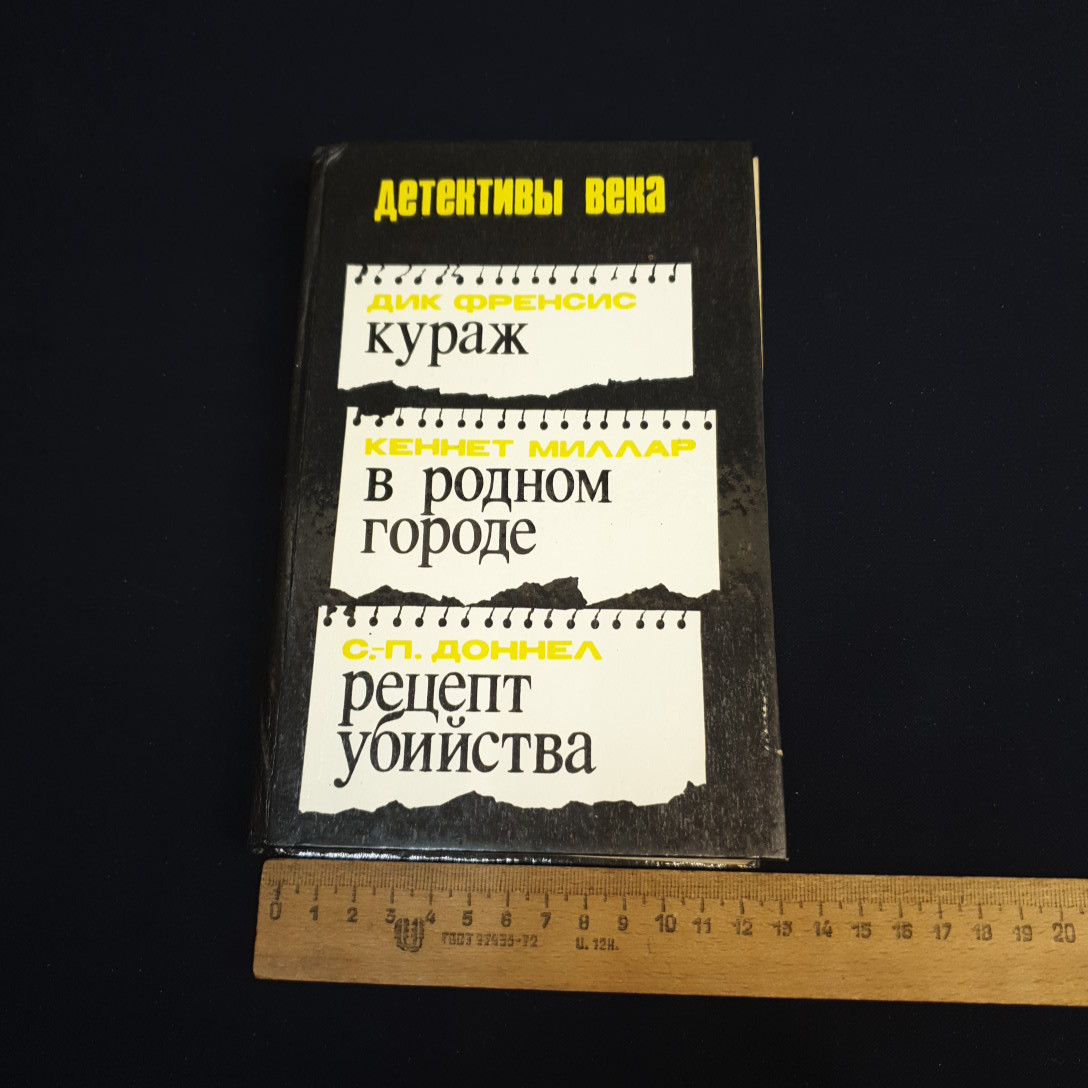 детективы века
ДИК ФРЕНСИС
кураж
КЕННЕТ МИЛЛАР
в родном
городе
С.-П. ДОННЕЛ
рецепт
убийства
0 1 2 3 4 5 6 7 8 9 10 11 12 13 14 15 16 17 18 19 20
Ц. 12к.